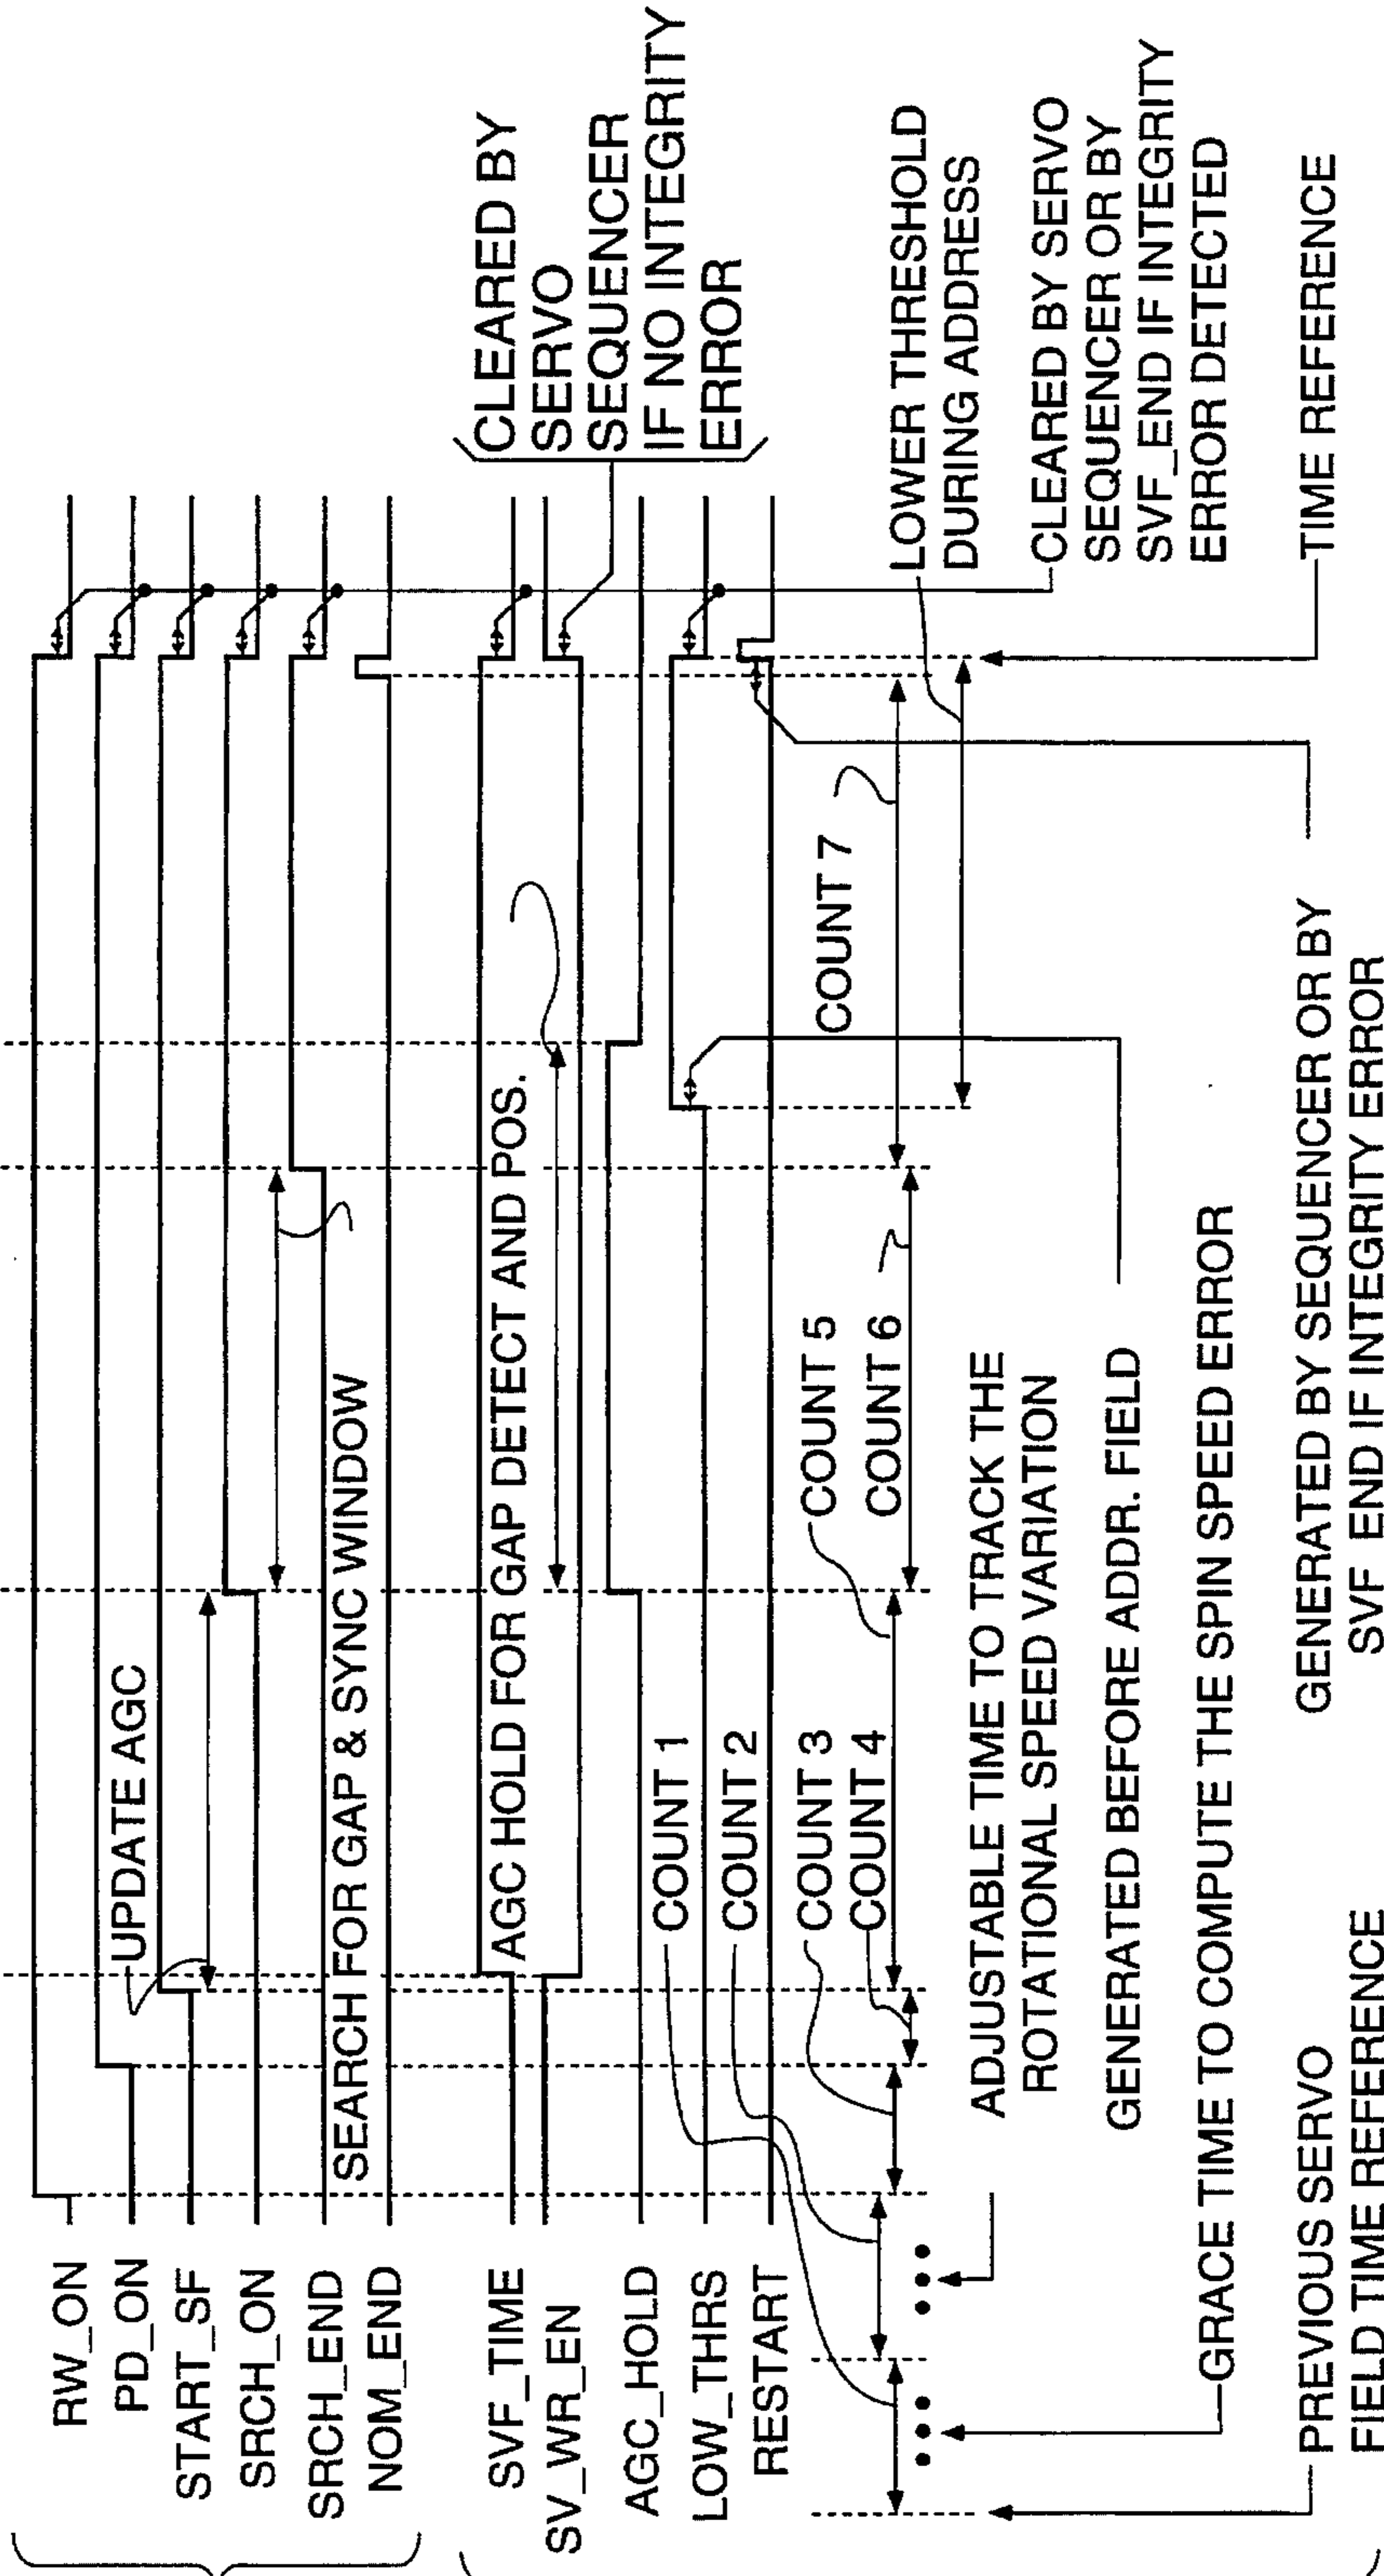 RW_ON
PD_ON
START_SF
SRCH_ON
SRCH_END
NOM_END
SVF_TIME
SV_WR_EN
AGC_HOLD
LOW_THRS
RESTART
UPDATE AGC
SEARCH FOR GAP & SYNC WINDOW
AGC HOLD FOR GAP DETECT AND POS.
COUNT 1
COUNT 2
COUNT 3
COUNT 4
COUNT 5
COUNT 6
COUNT 7
CLEARED BY
SERVO
SEQUENCER
IF NO INTEGRITY
ERROR
LOWER THRESHOLD
DURING ADDRESS
CLEARED BY SERVO
SEQUENCER OR BY
SVF_END IF INTEGRITY
ERROR DETECTED
TIME REFERENCE
ADJUSTABLE TIME TO TRACK THE
ROTATIONAL SPEED VARIATION
GENERATED BEFORE ADDR. FIELD
GRACE TIME TO COMPUTE THE SPIN SPEED ERROR
PREVIOUS SERVO
FIELD TIME REFERENCE
GENERATED BY SEQUENCER OR BY
SVF END IF INTEGRITY ERROR